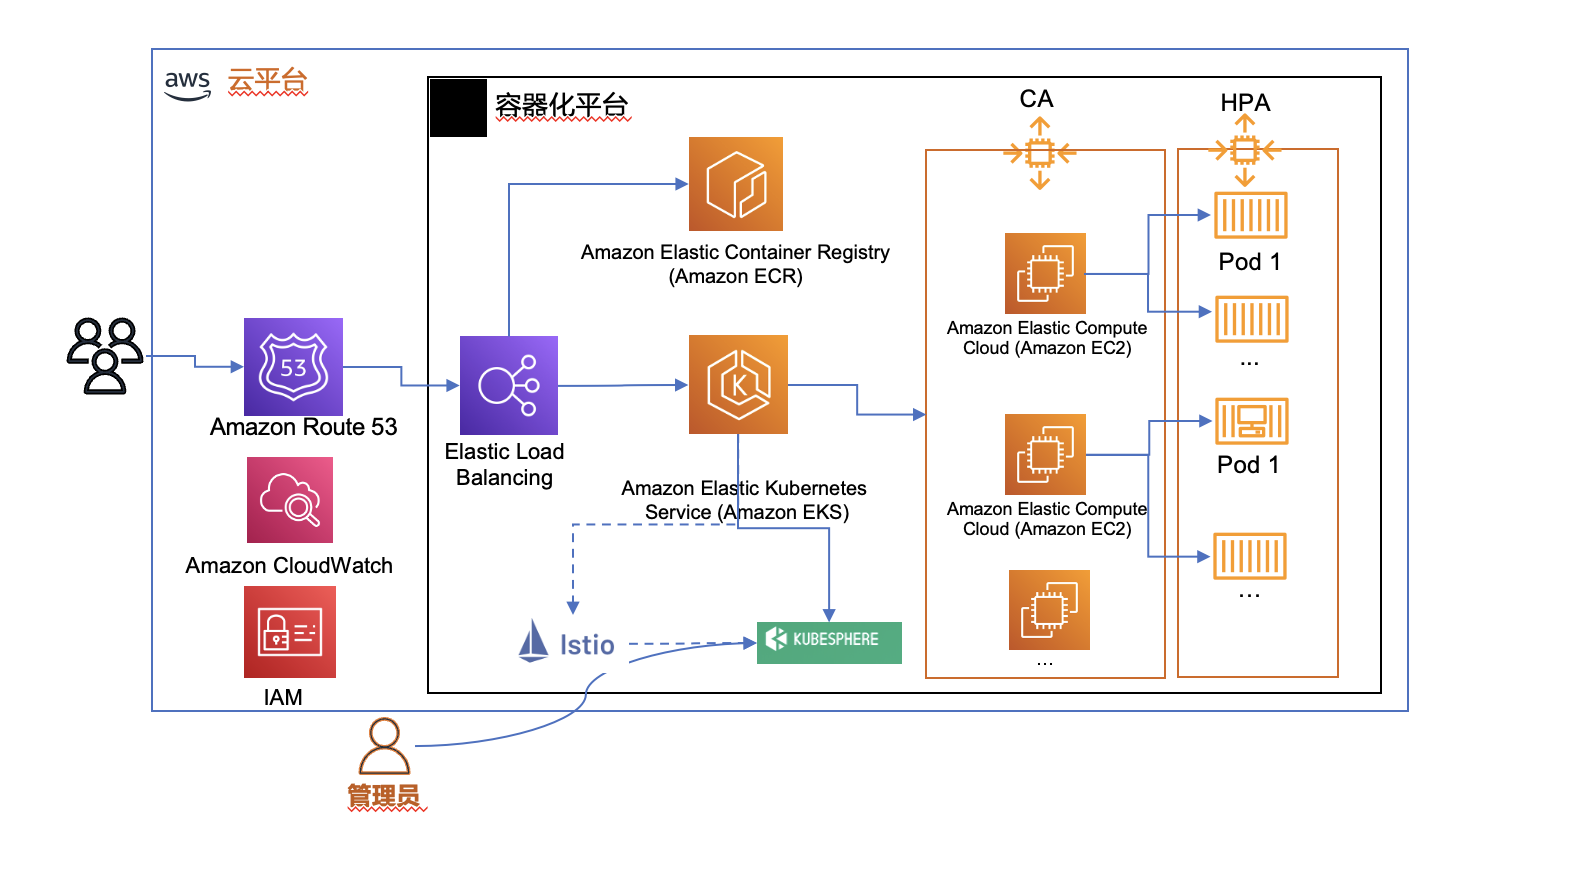 aws 云平台
容器化平台
CA
HPA
Amazon Elastic Container Registry
(Amazon ECR)
Pod 1
Amazon Elastic Compute
Cloud (Amazon EC2)
...
53
Amazon Route 53
K
Elastic Load
Balancing
Pod 1
Amazon Elastic Kubernetes
Service (Amazon EKS)
Amazon Elastic Compute
Cloud (Amazon EC2)
Amazon CloudWatch
...
Istio
KUBESPHERE
...
IAM
管理员